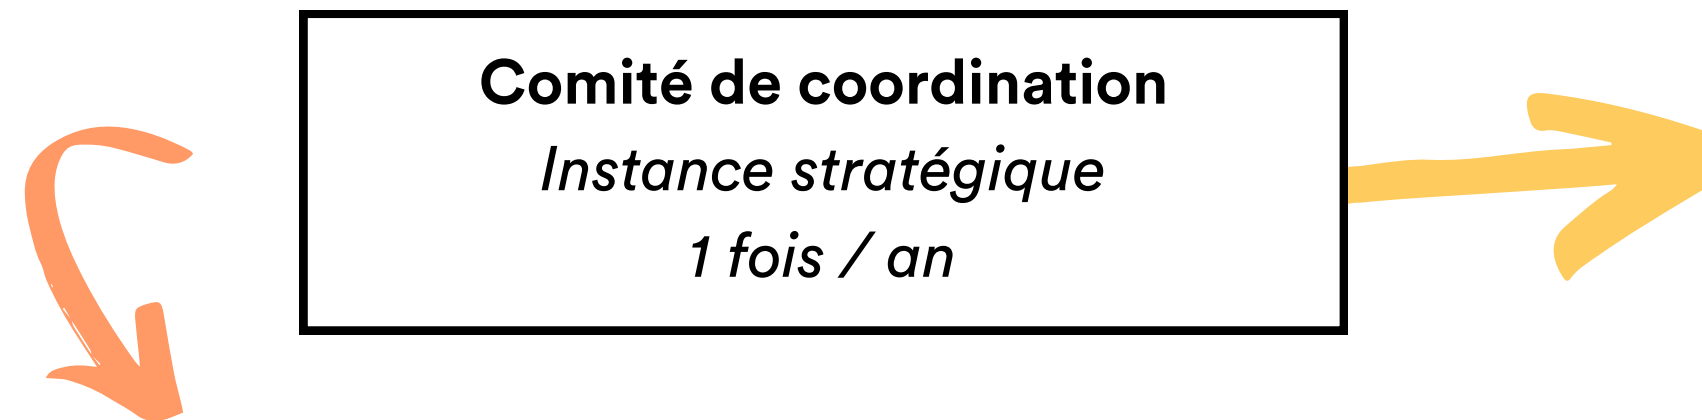 Comité de coordination
Instance stratégique
1 fois / an